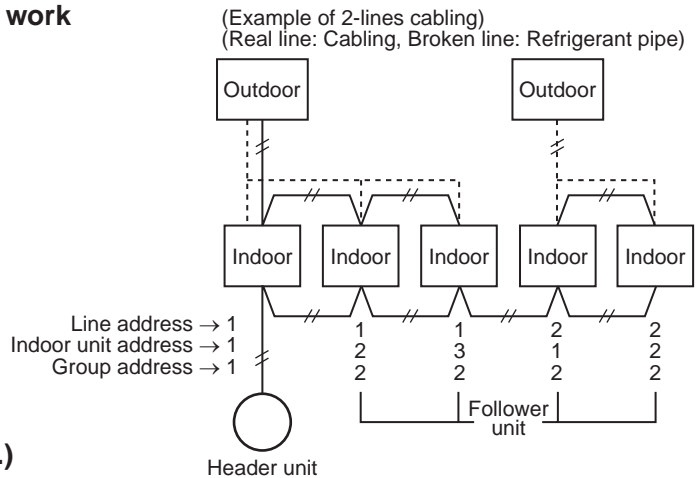 work
(Example of 2-lines cabling)
(Real line: Cabling, Broken line: Refrigerant pipe)
Outdoor Outdoor
Indoor Indoor Indoor Indoor Indoor
Line address → 1 1 1 2 2
Indoor unit address → 1 2 3 1 2
Group address → 1 2 2 2 2
Follower
unit
.)
Header unit